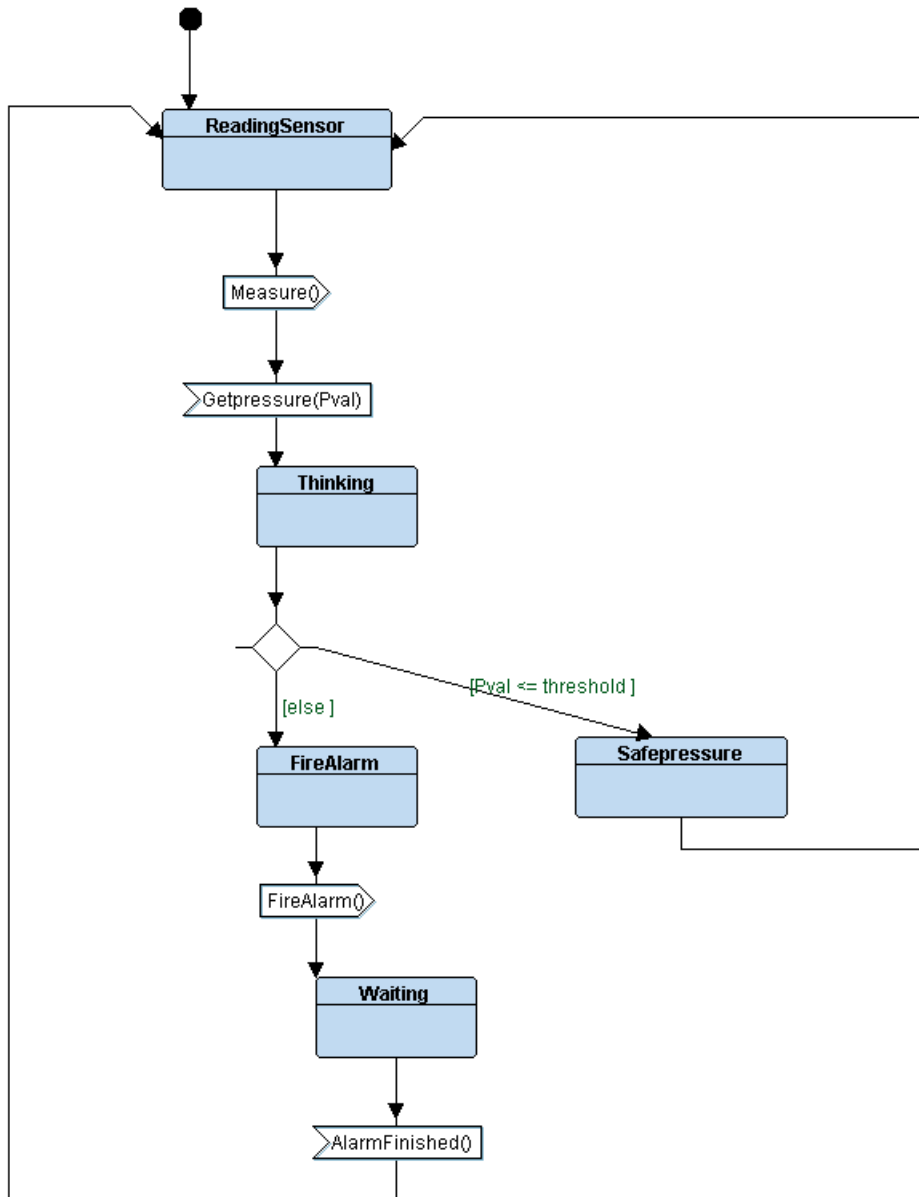 ReadingSensor
Measure()
Getpressure(Pval)
Thinking
[Pval <= threshold ]
[else ]
FireAlarm
Safepressure
FireAlarm()
Waiting
AlarmFinished()